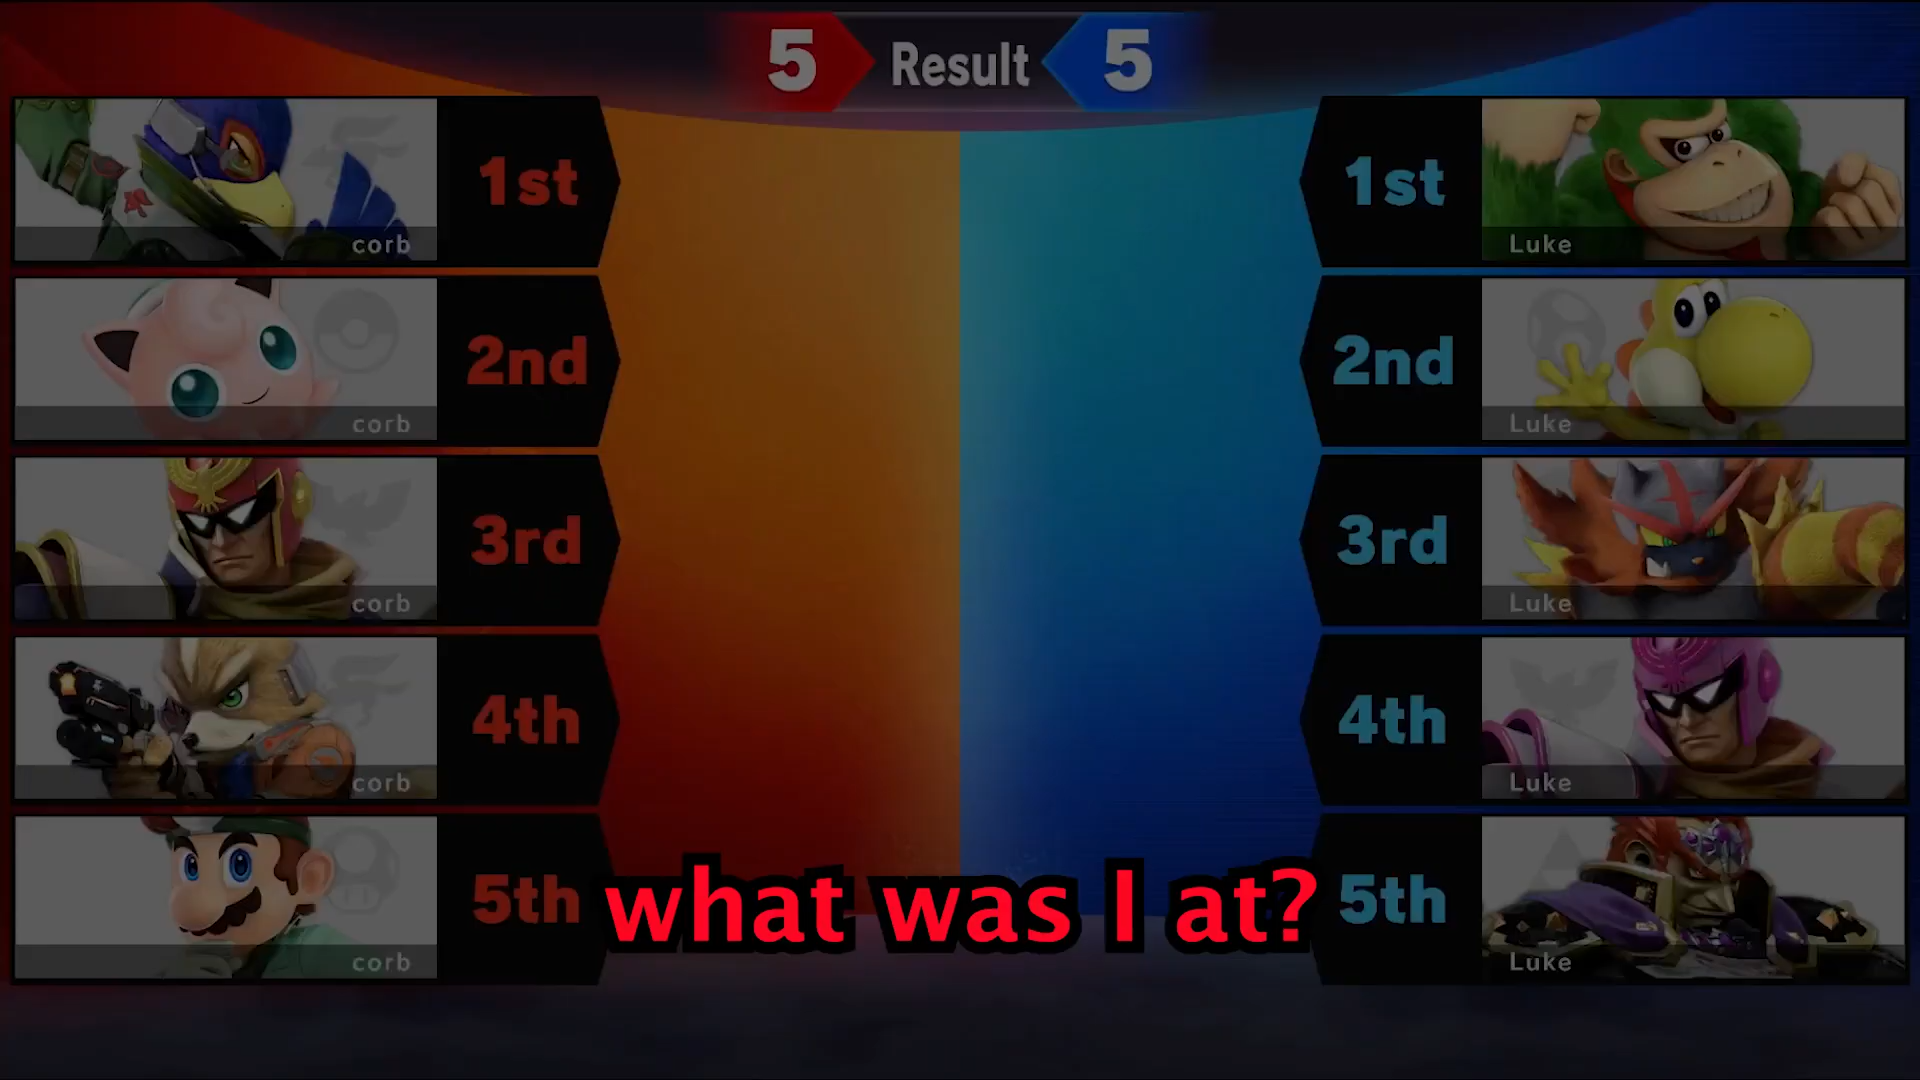 5 Result 5
corb 1st
1st Luke
corb 2nd
2nd Luke
corb 3rd
3rd Luke
corb 4th
4th Luke
corb 5th
5th Luke
what was I at?